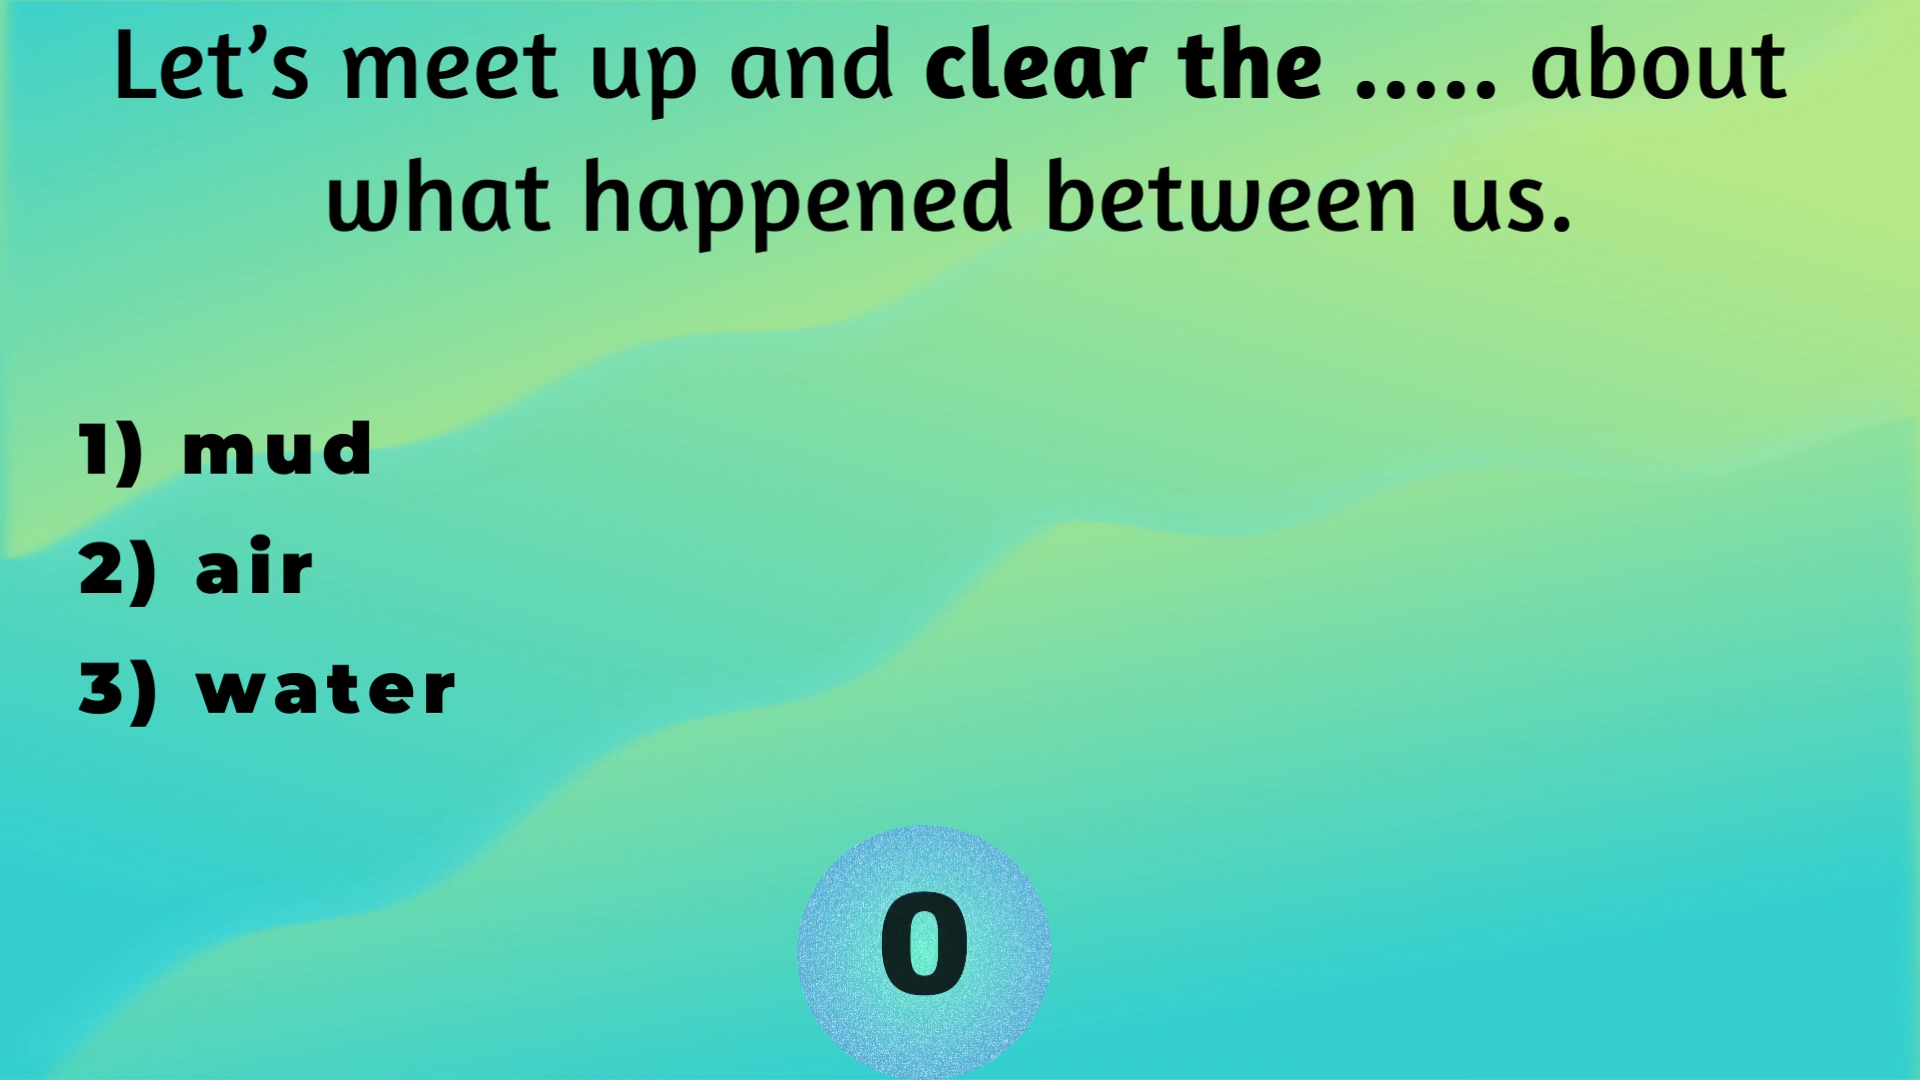 Let’s meet up and clear the ..... about
what happened between us.
1) mud
2) air
3) water
0